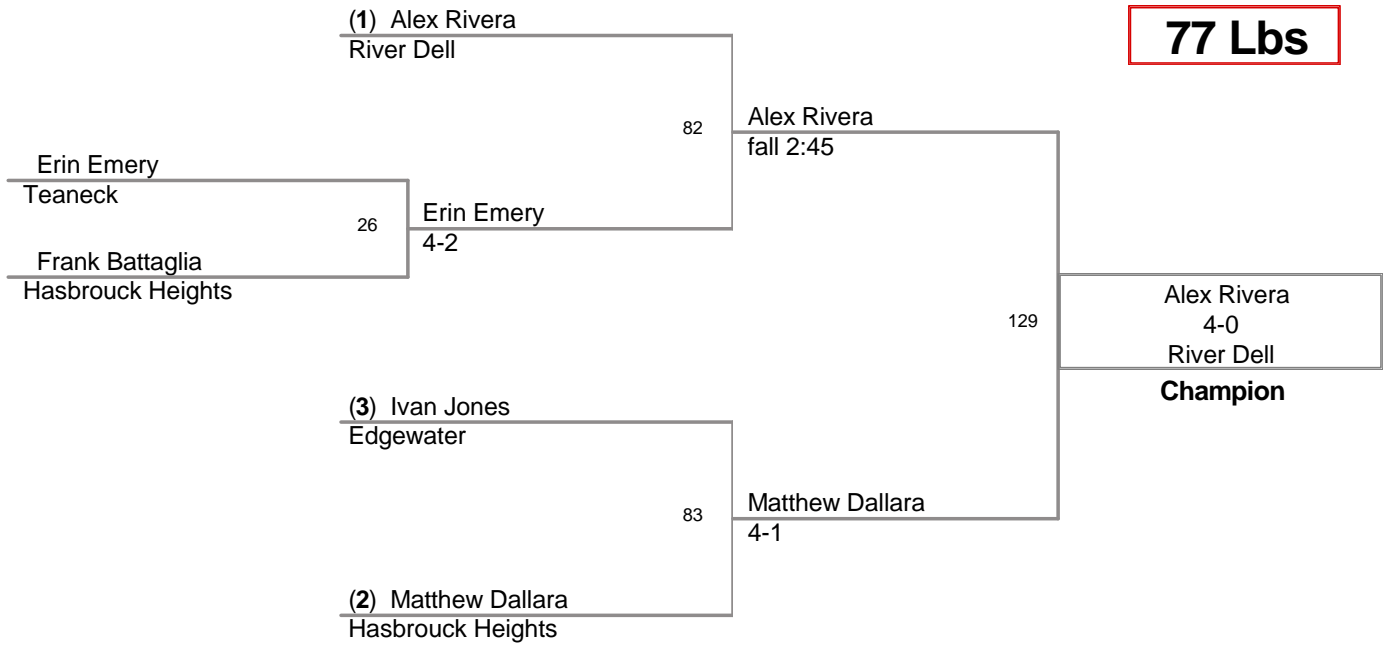 (1) Alex Rivera
River Dell
77 Lbs
82
Alex Rivera
fall 2:45
Erin Emery
Teaneck
26
Erin Emery
4-2
Frank Battaglia
Hasbrouck Heights
129
Alex Rivera
4-0
River Dell
Champion
(3) Ivan Jones
Edgewater
83
Matthew Dallara
4-1
(2) Matthew Dallara
Hasbrouck Heights